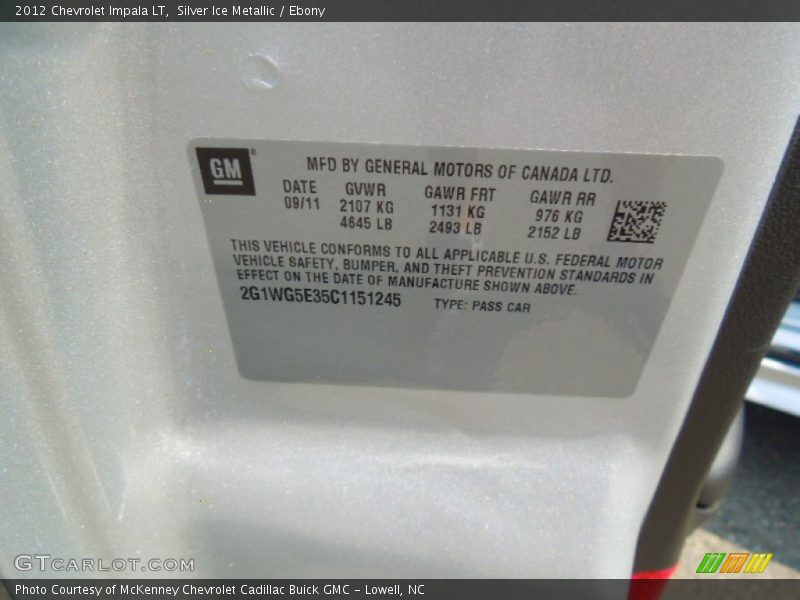 2012 Chevrolet Impala LT,  Silver Ice Metallic / Ebony
GM®
MFD BY GENERAL MOTORS OF CANADA LTD.
DATE GVWR GAWR FRT GAWR RR
09/11 2107 KG 1131 KG 976 KG
4645 LB 2493 LB 2152 LB
THIS VEHICLE CONFORMS TO ALL APPLICABLE U.S. FEDERAL MOTOR
VEHICLE SAFETY, BUMPER, AND THEFT PREVENTION STANDARDS IN
EFFECT ON THE DATE OF MANUFACTURE SHOWN ABOVE.
2G1WG5E35C1151245 TYPE: PASS CAR
GTCARLOT.COM
Photo Courtesy of McKenney Chevrolet Cadillac Buick GMC - Lowell, NC